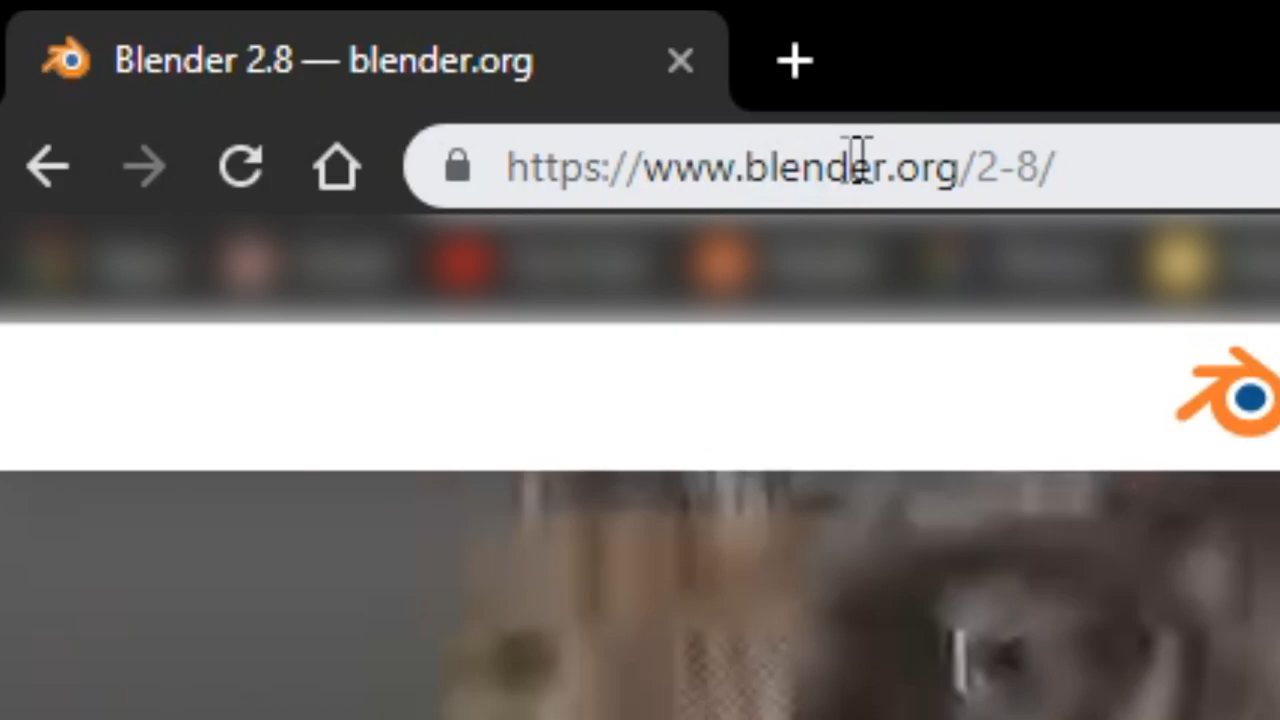 Blender 2.8 — blender.org
https://www.blender.org/2-8/